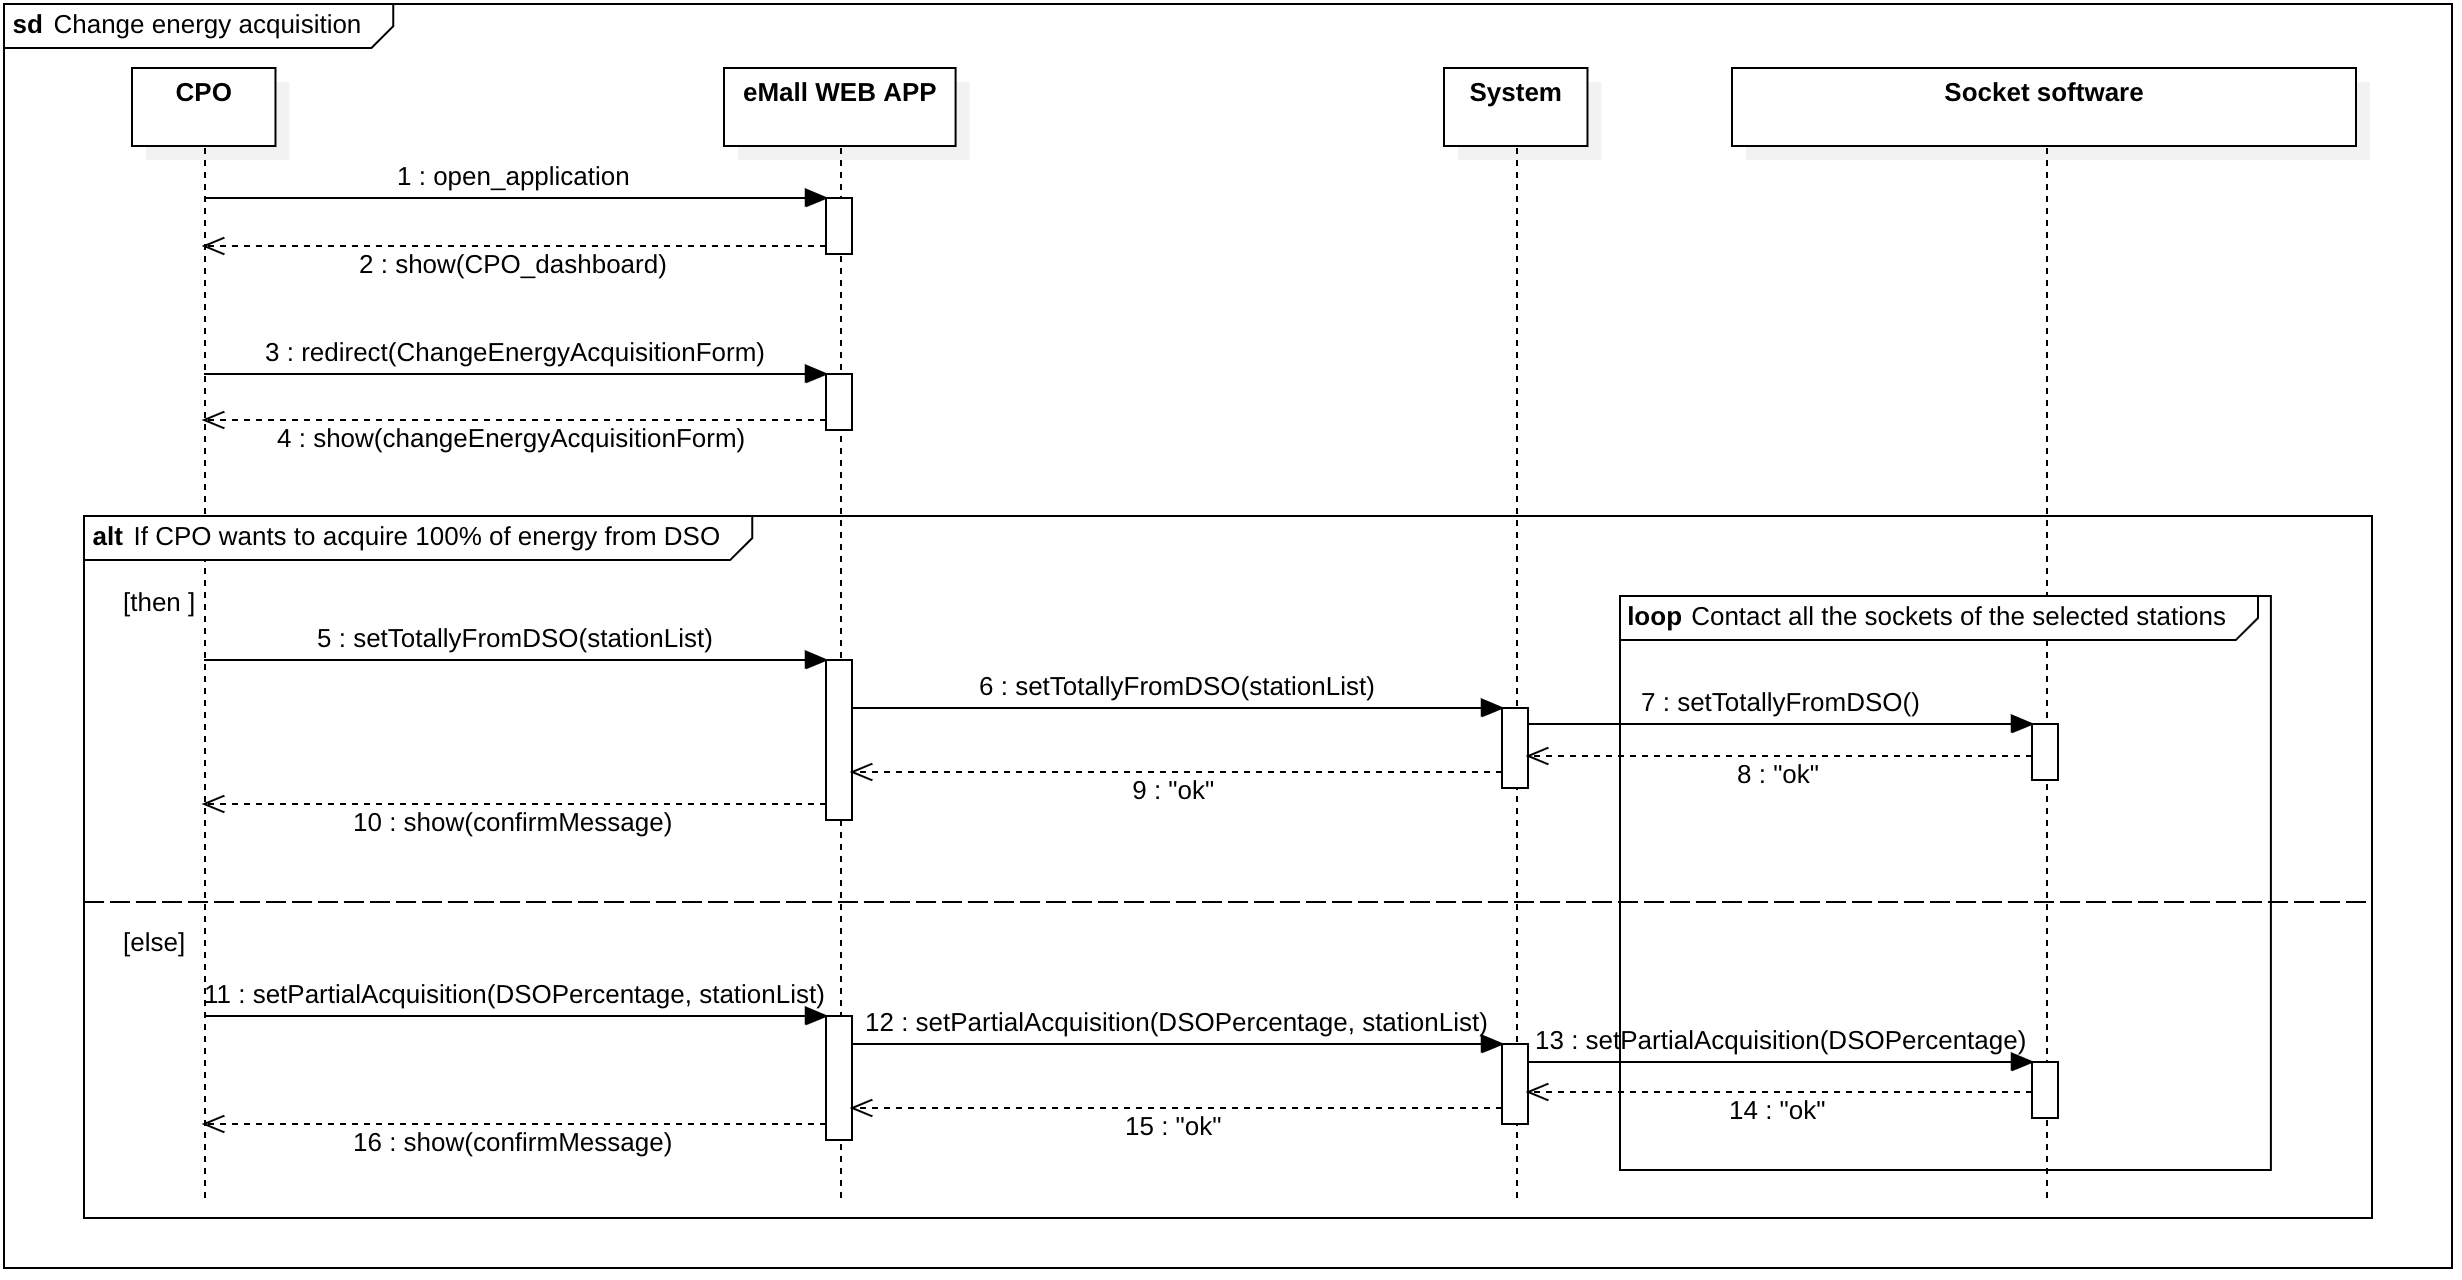 sd Change energy acquisition
CPO
eMall WEB APP
System
Socket software
1 : open_application
2 : show(CPO_dashboard)
3 : redirect(ChangeEnergyAcquisitionForm)
4 : show(changeEnergyAcquisitionForm)
alt If CPO wants to acquire 100% of energy from DSO
[then ]
loop Contact all the sockets of the selected stations
5 : setTotallyFromDSO(stationList)
6 : setTotallyFromDSO(stationList)
7 : setTotallyFromDSO()
8 : "ok"
9 : "ok"
10 : show(confirmMessage)
[else]
11 : setPartialAcquisition(DSOPercentage, stationList)
12 : setPartialAcquisition(DSOPercentage, stationList)
13 : setPartialAcquisition(DSOPercentage)
14 : "ok"
15 : "ok"
16 : show(confirmMessage)